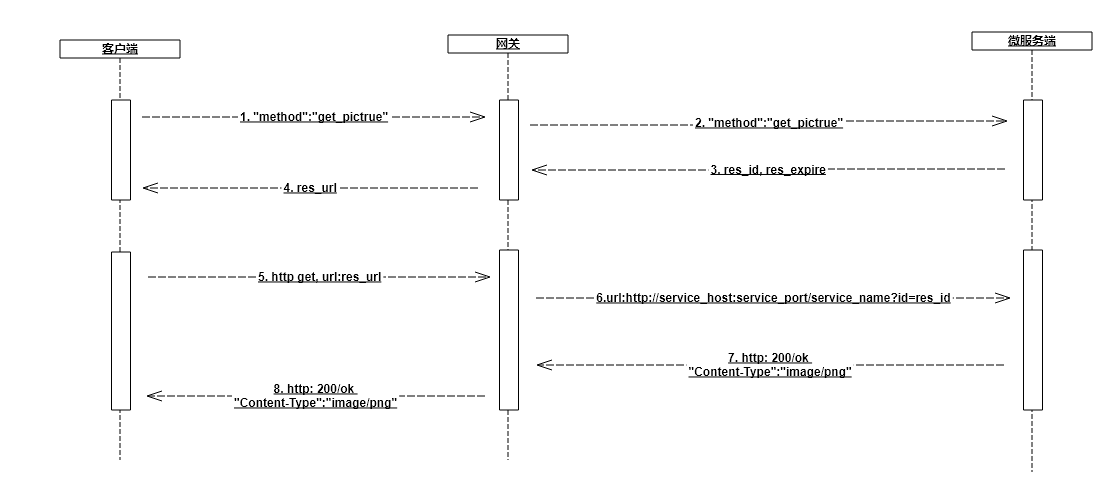 客户端
网关
微服务端
1. "method":"get_pictrue"
2. "method":"get_pictrue"
3. res_id, res_expire
4. res_url
5. http get, url:res_url
6.url:http://service_host:service_port/service_name?id=res_id
7. http: 200/ok
"Content-Type":"image/png"
8. http: 200/ok
"Content-Type":"image/png"